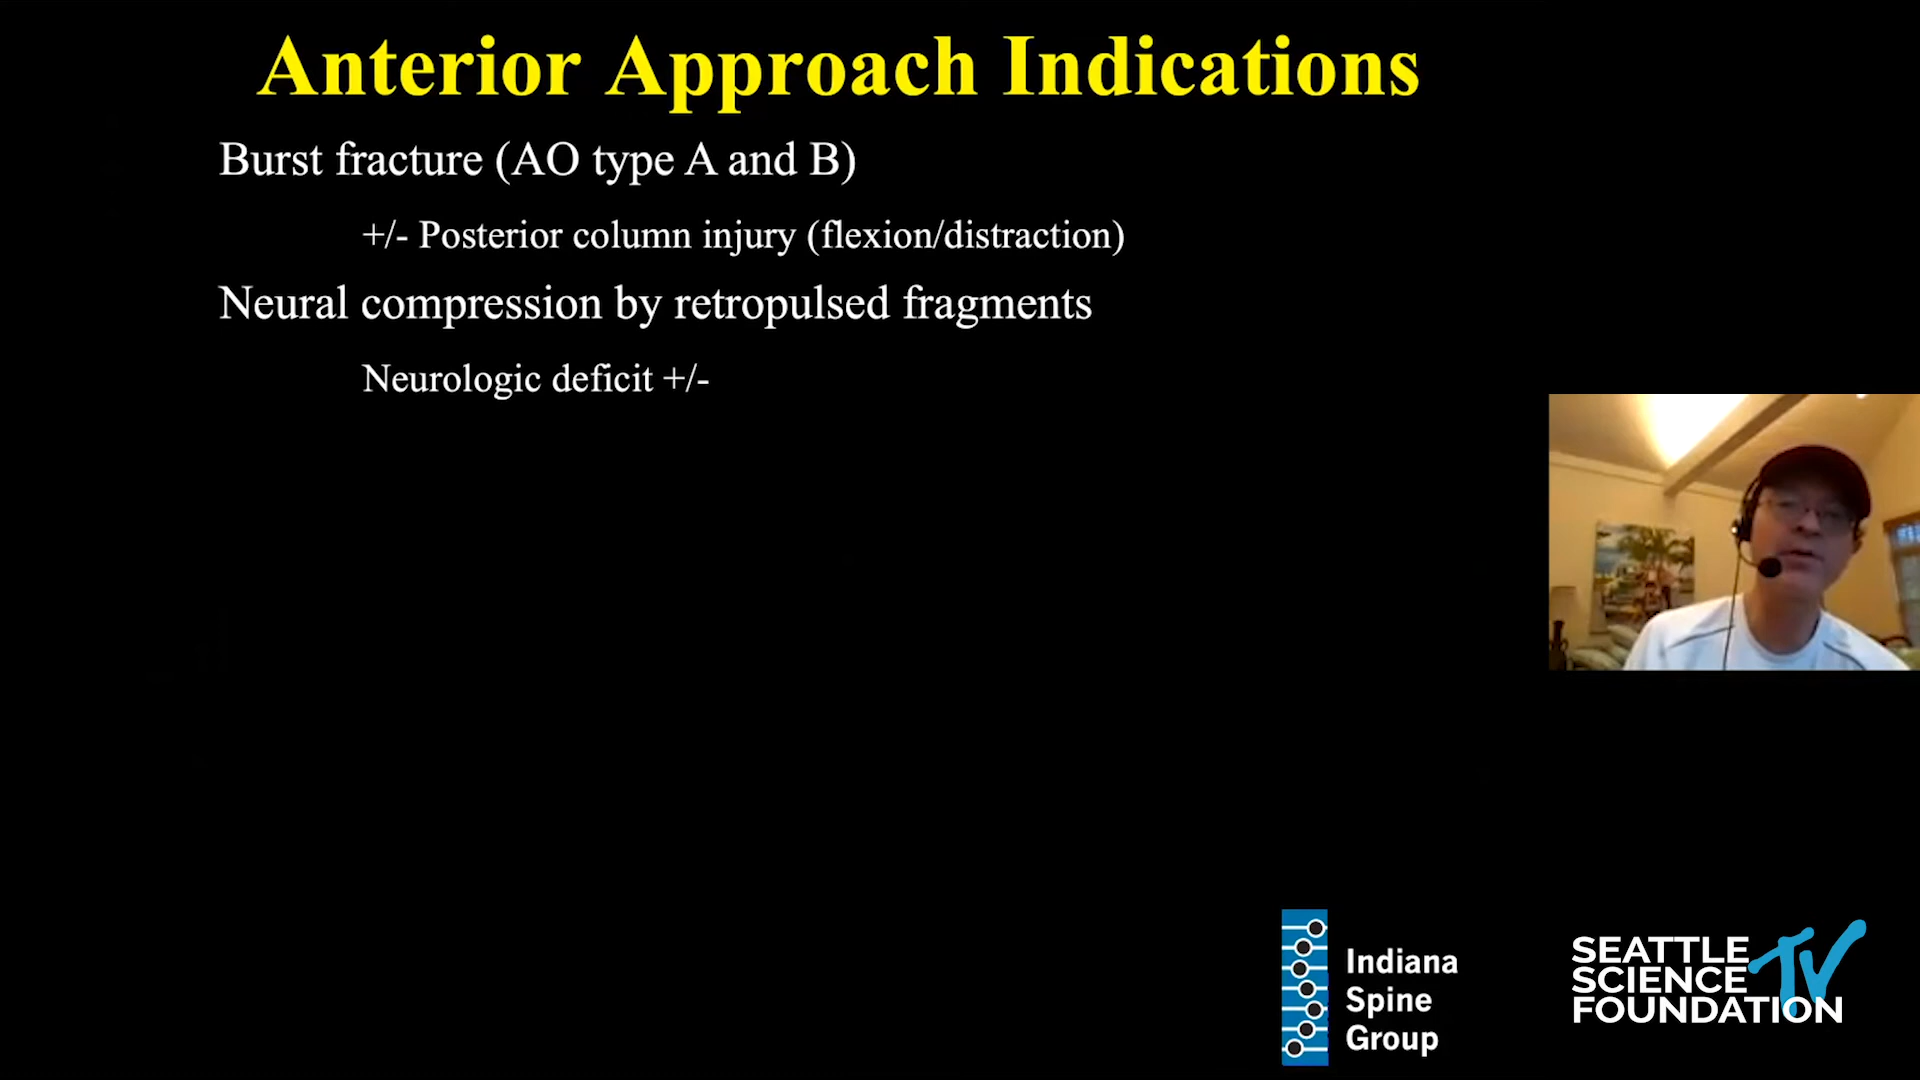 Anterior Approach Indications
Burst fracture (AO type A and B)
+/- Posterior column injury (flexion/distraction)
Neural compression by retropulsed fragments
Neurologic deficit +/-
Indiana
Spine
Group
SEATTLE
SCIENCE
FOUNDATION
TV